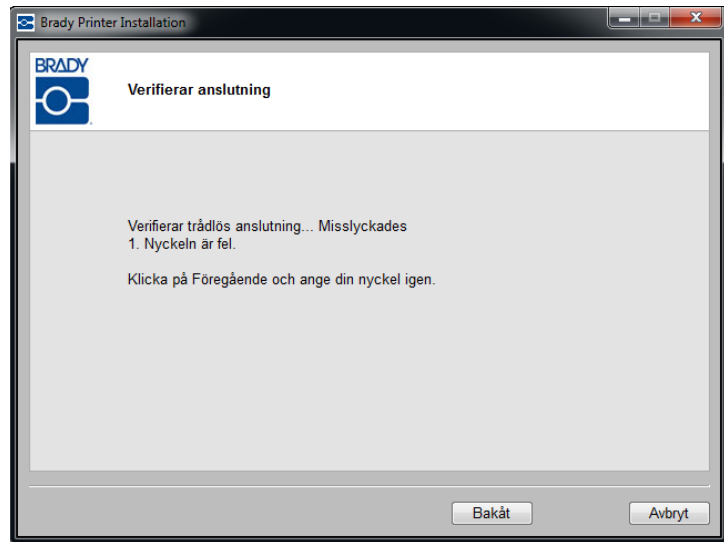 Brady Printer Installation
BRADY
Verifierar anslutning
Verifierar trådlös anslutning... Misslyckades
1. Nyckeln är fel.
Klicka på Föregående och ange din nyckel igen.
Bakåt
Avbryt